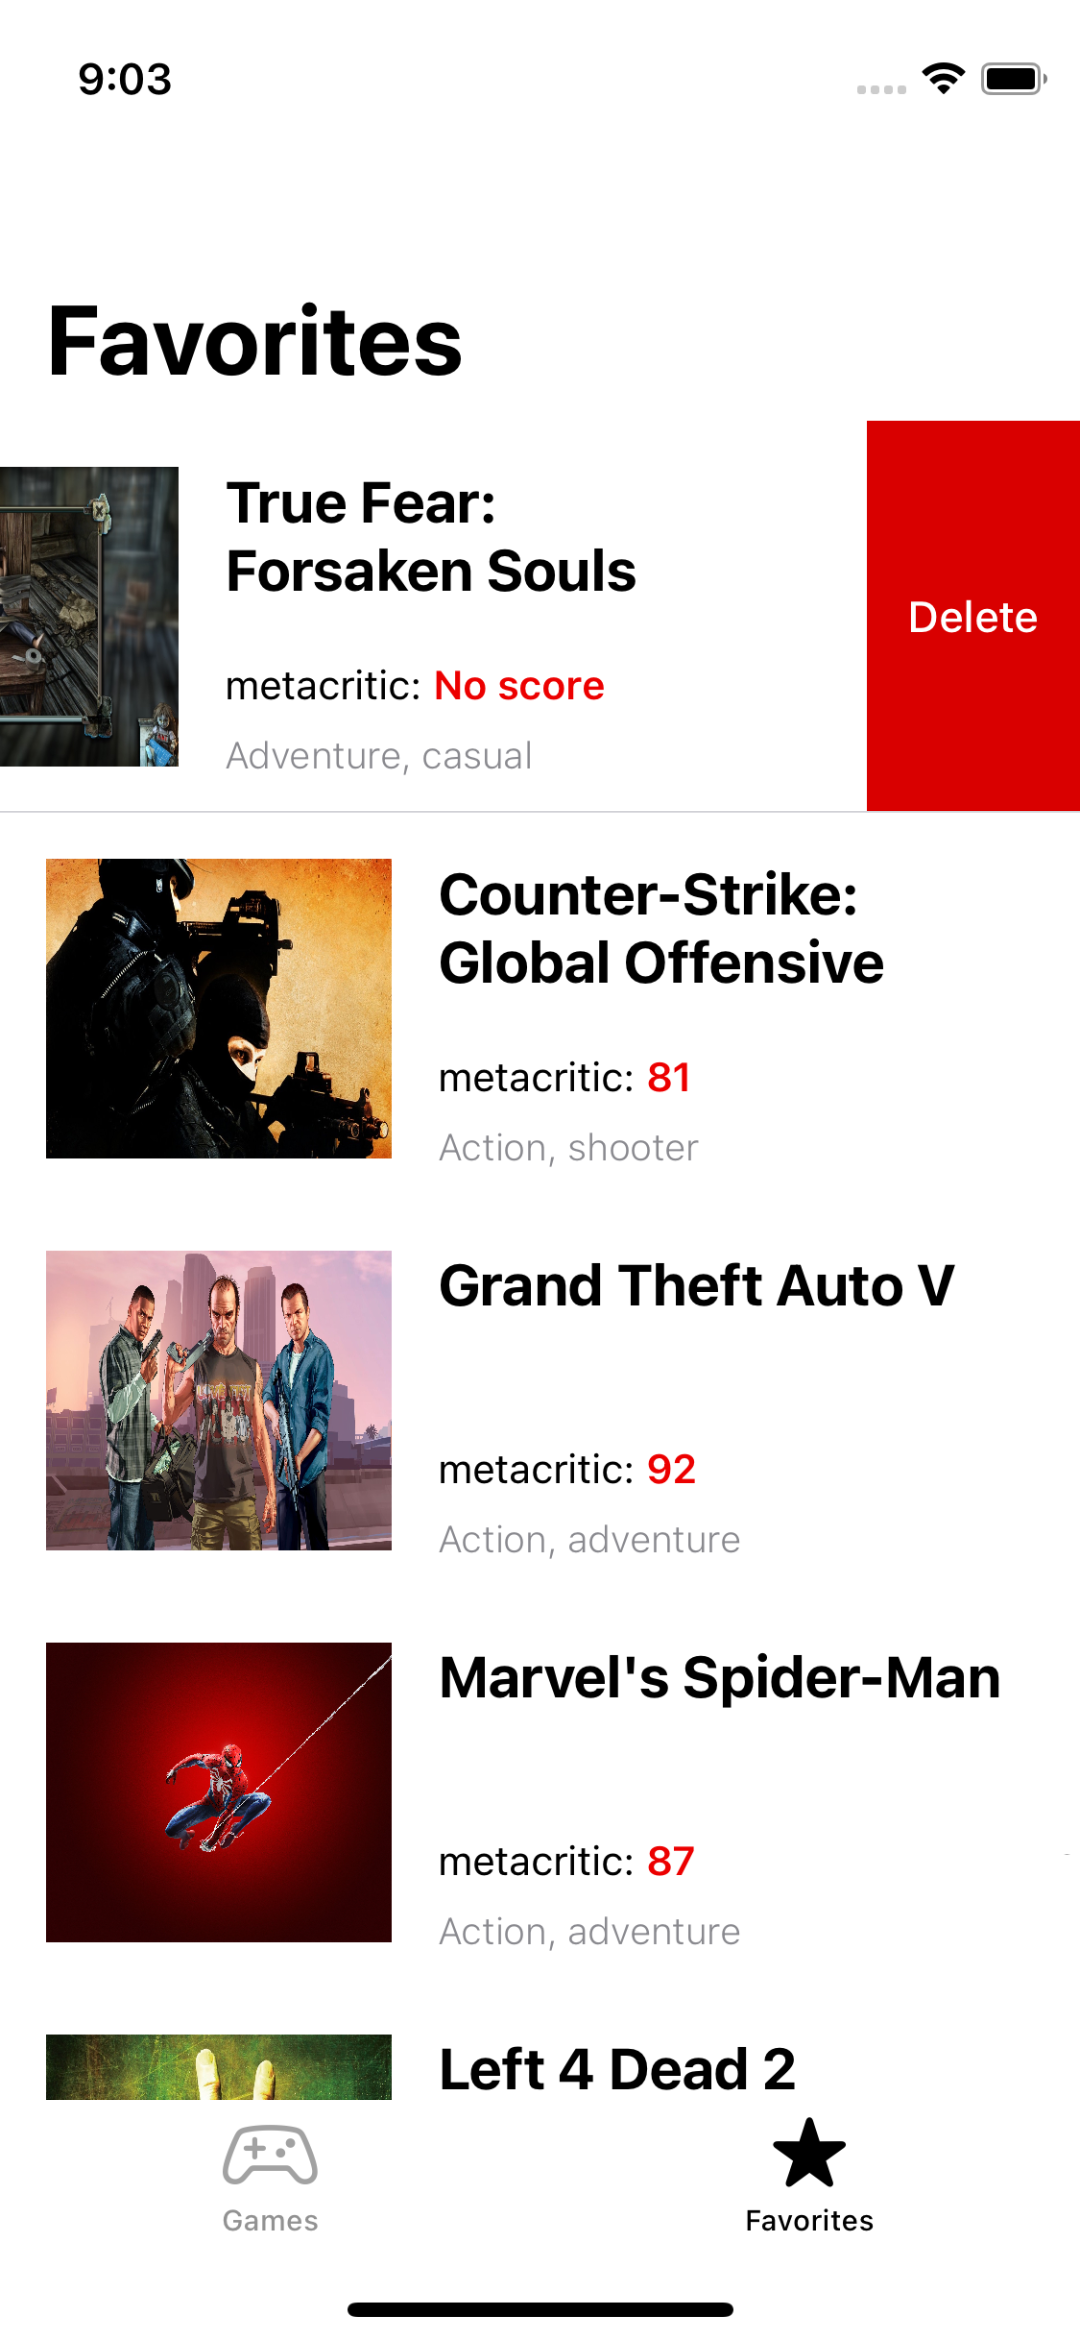 9:03
Favorites
True Fear:
Forsaken Souls
metacritic: No score
Adventure, casual
Delete
Counter-Strike:
Global Offensive
metacritic: 81
Action, shooter
Grand Theft Auto V
metacritic: 92
Action, adventure
Marvel's Spider-Man
metacritic: 87
Action, adventure
Left 4 Dead 2
Games
Favorites